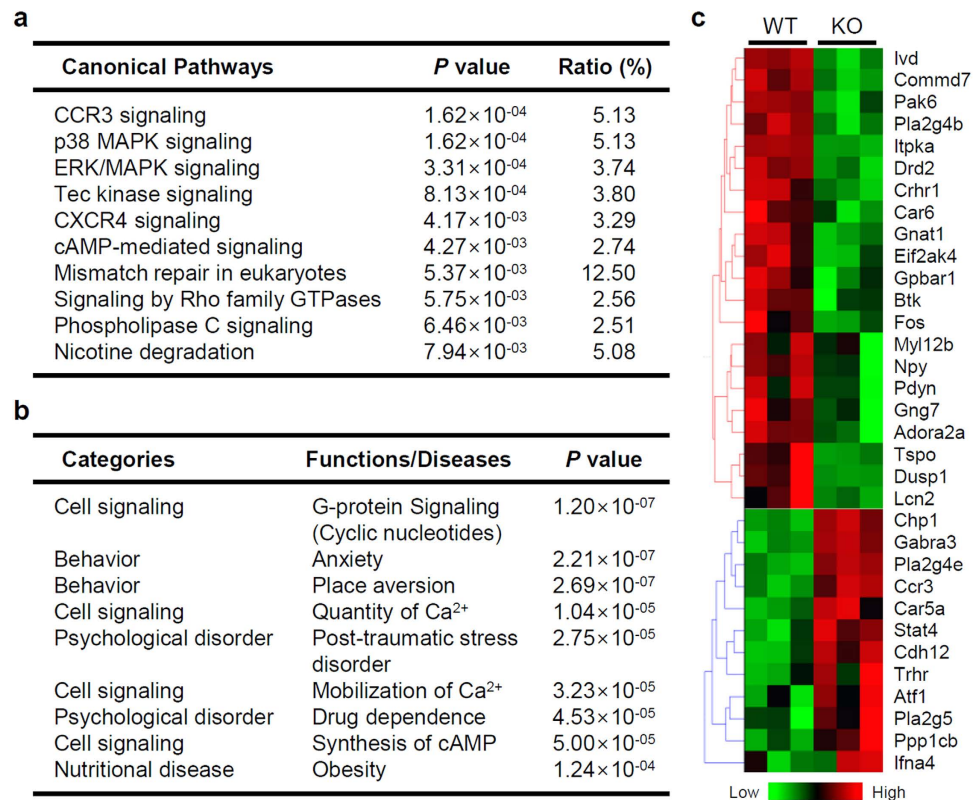 a
Canonical Pathways P value Ratio (%)
CCR3 signaling 1.62×10⁻⁰⁴ 5.13
p38 MAPK signaling 1.62×10⁻⁰⁴ 5.13
ERK/MAPK signaling 3.31×10⁻⁰⁴ 3.74
Tec kinase signaling 8.13×10⁻⁰⁴ 3.80
CXCR4 signaling 4.17×10⁻⁰³ 3.29
cAMP-mediated signaling 4.27×10⁻⁰³ 2.74
Mismatch repair in eukaryotes 5.37×10⁻⁰³ 12.50
Signaling by Rho family GTPases 5.75×10⁻⁰³ 2.56
Phospholipase C signaling 6.46×10⁻⁰³ 2.51
Nicotine degradation 7.94×10⁻⁰³ 5.08
b
Categories Functions/Diseases P value
Cell signaling G-protein Signaling 1.20×10⁻⁰⁷
(Cyclic nucleotides)
Behavior Anxiety 2.21×10⁻⁰⁷
Behavior Place aversion 2.69×10⁻⁰⁷
Cell signaling Quantity of Ca²⁺ 1.04×10⁻⁰⁵
Psychological disorder Post-traumatic stress 2.75×10⁻⁰⁵
disorder
Cell signaling Mobilization of Ca²⁺ 3.23×10⁻⁰⁵
Psychological disorder Drug dependence 4.53×10⁻⁰⁵
Cell signaling Synthesis of cAMP 5.00×10⁻⁰⁵
Nutritional disease Obesity 1.24×10⁻⁰⁴
c
WT KO
Ivd
Commd7
Pak6
Pla2g4b
Itpka
Drd2
Crhr1
Car6
Gnat1
Eif2ak4
Gpbar1
Btk
Fos
Myl12b
Npy
Pdyn
Gng7
Adora2a
Tspo
Dusp1
Lcn2
Chp1
Gabra3
Pla2g4e
Ccr3
Car5a
Stat4
Cdh12
Trhr
Atf1
Pla2g5
Ppp1cb
Ifna4
Low High